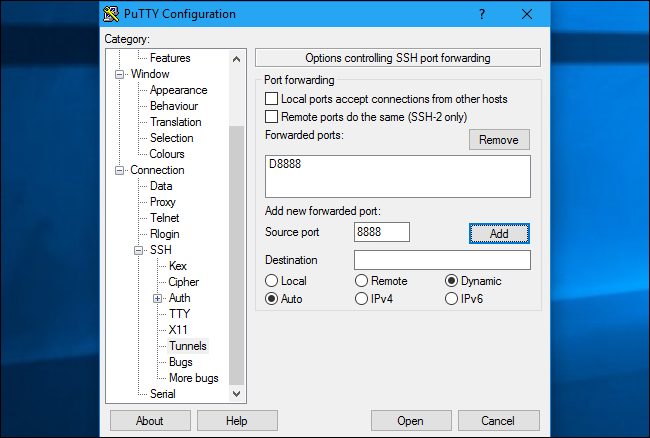 PuTTY Configuration
?
Category:
Features
Window
Appearance
Behaviour
Translation
Selection
Colours
Connection
Data
Proxy
Telnet
Rlogin
SSH
Kex
Cipher
Auth
TTY
X11
Tunnels
Bugs
More bugs
Serial
Options controlling SSH port forwarding
Port forwarding
Local ports accept connections from other hosts
Remote ports do the same (SSH-2 only)
Forwarded ports:
Remove
D8888
Add new forwarded port:
Source port 8888 Add
Destination
Local Remote Dynamic
Auto IPv4 IPv6
About Help Open Cancel